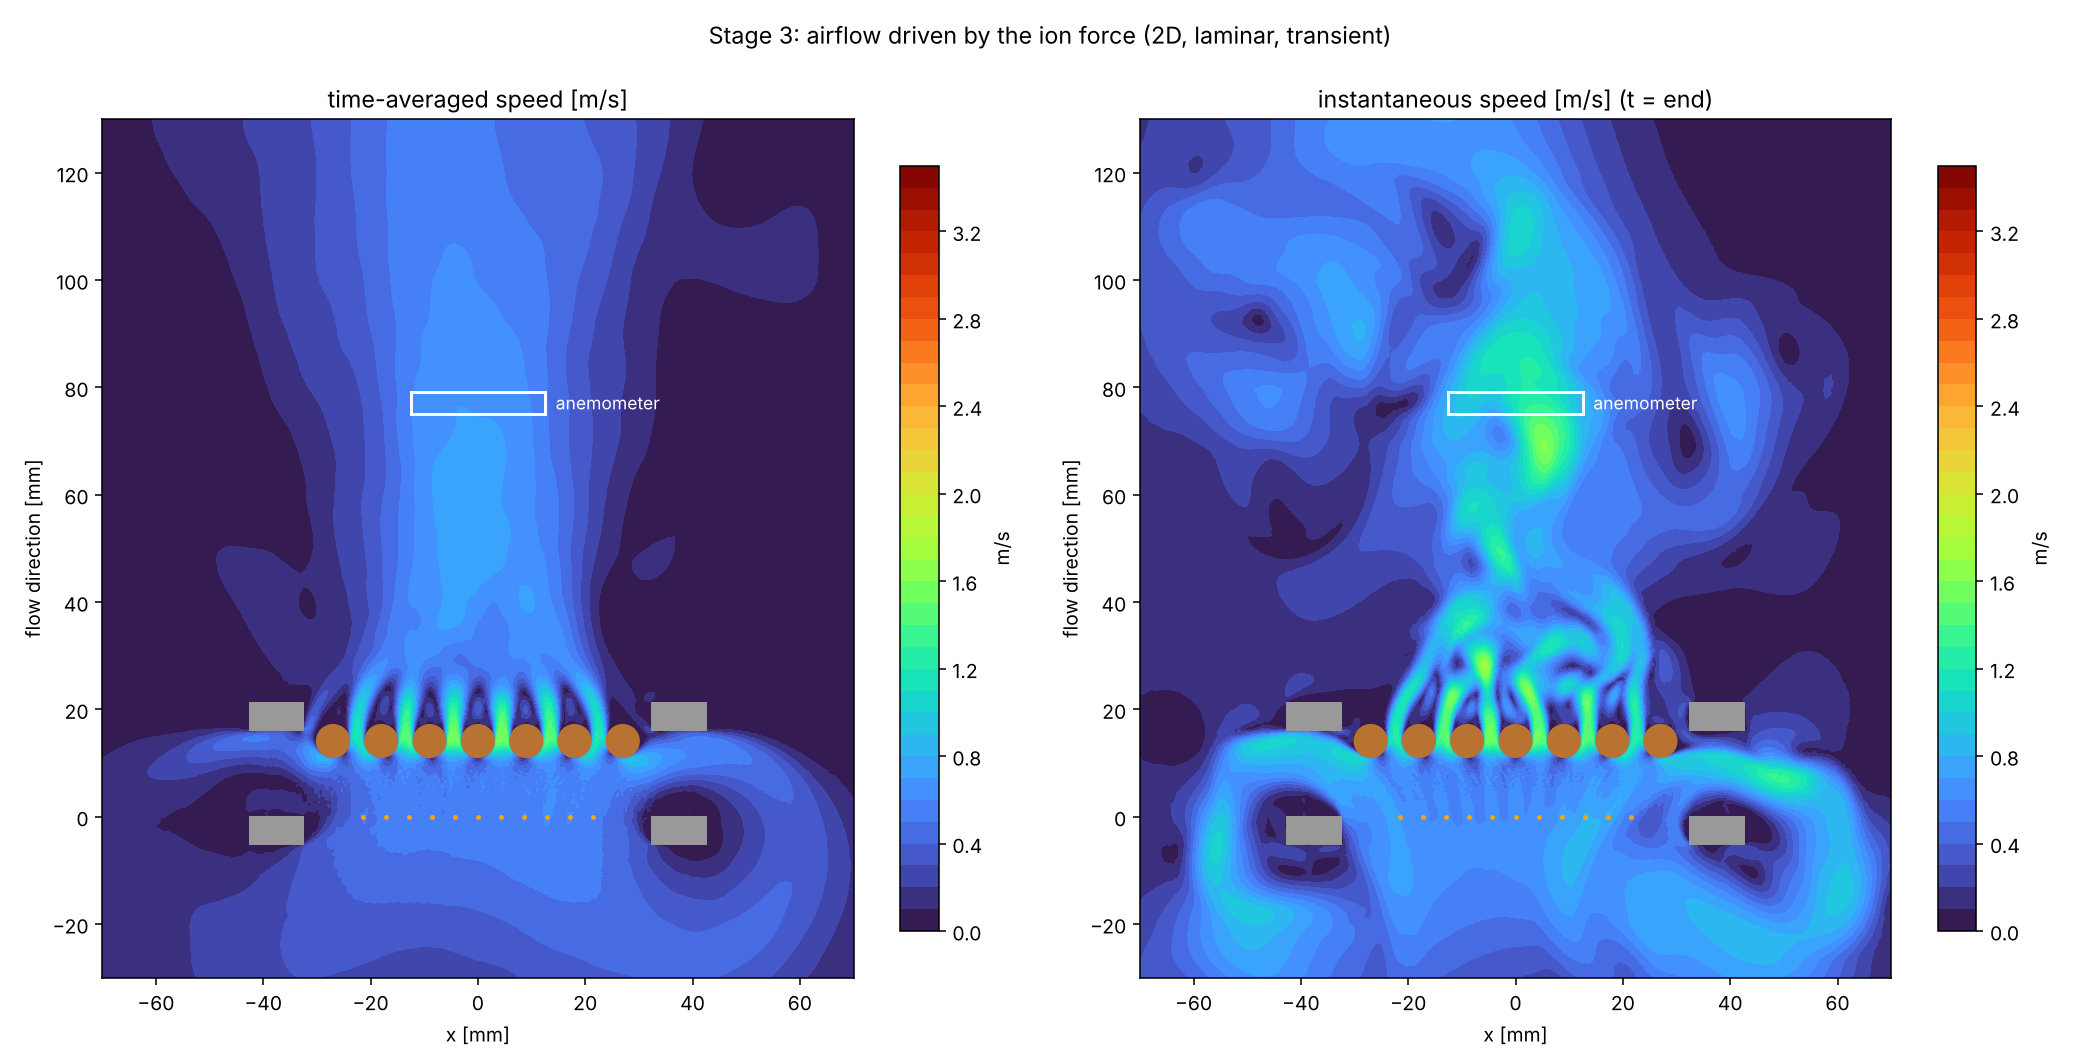 Stage 3: airflow driven by the ion force (2D, laminar, transient)
time-averaged speed [m/s]
120
100
80
60
40
20
0
−20
flow direction [mm]
anemometer
−60 −40 −20 0 20 40 60
x [mm]
3.2
2.8
2.4
2.0
1.6
1.2
0.8
0.4
0.0
m/s
instantaneous speed [m/s] (t = end)
120
100
80
60
40
20
0
−20
flow direction [mm]
anemometer
−60 −40 −20 0 20 40 60
x [mm]
3.2
2.8
2.4
2.0
1.6
1.2
0.8
0.4
0.0
m/s